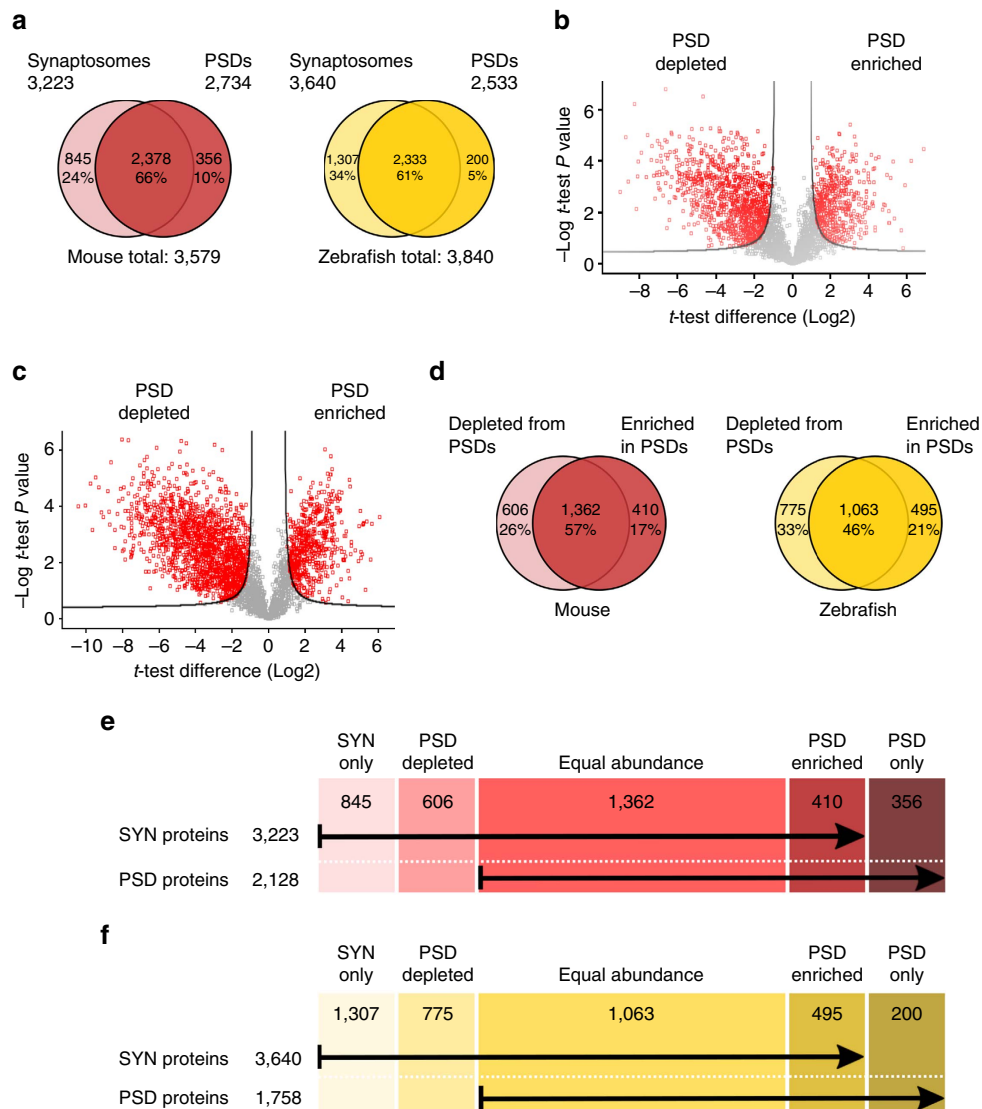 a
Synaptosomes
3,223
PSDs
2,734
845
24%
2,378
66%
356
10%
Mouse total: 3,579
Synaptosomes
3,640
PSDs
2,533
1,307
34%
2,333
61%
200
5%
Zebrafish total: 3,840
b
PSD
depleted
PSD
enriched
–Log t-test P value
6
4
2
0
–8 –6 –4 –2 0 2 4 6
t-test difference (Log2)
c
PSD
depleted
PSD
enriched
–Log t-test P value
6
4
2
0
–10 –8 –6 –4 –2 0 2 4 6
t-test difference (Log2)
d
Depleted from
PSDs
Enriched
in PSDs
606
26%
1,362
57%
410
17%
Mouse
Depleted from
PSDs
Enriched
in PSDs
775
33%
1,063
46%
495
21%
Zebrafish
e
SYN
only
PSD
depleted
Equal abundance
PSD
enriched
PSD
only
845 606 1,362 410 356
SYN proteins 3,223
PSD proteins 2,128
f
SYN
only
PSD
depleted
Equal abundance
PSD
enriched
PSD
only
1,307 775 1,063 495 200
SYN proteins 3,640
PSD proteins 1,758